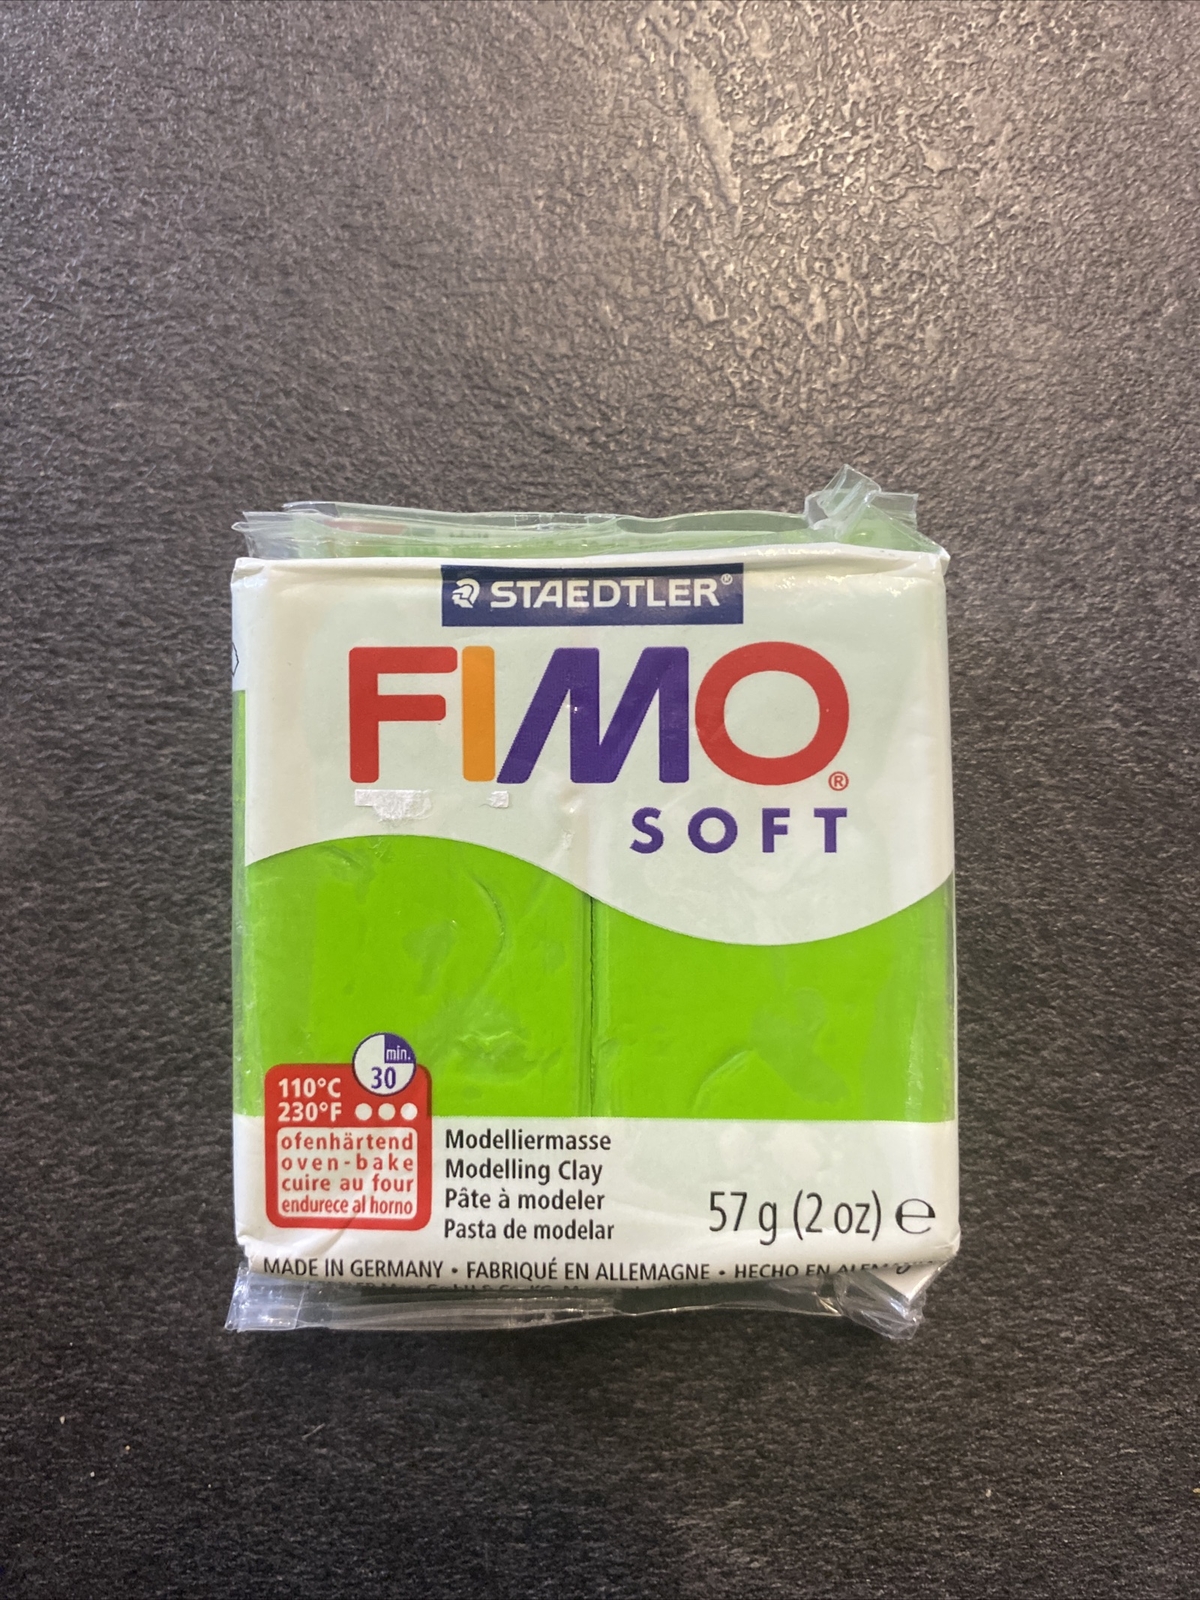 STAEDTLER®
FIMO®
SOFT
min.
30
110°C
230°F
ofenhärtend
oven-bake
cuire au four
endurece al horno
Modelliermasse
Modelling Clay
Pâte à modeler
Pasta de modelar
57 g (2 oz) ℮
MADE IN GERMANY • FABRIQUÉ EN ALLEMAGNE • HECHO EN